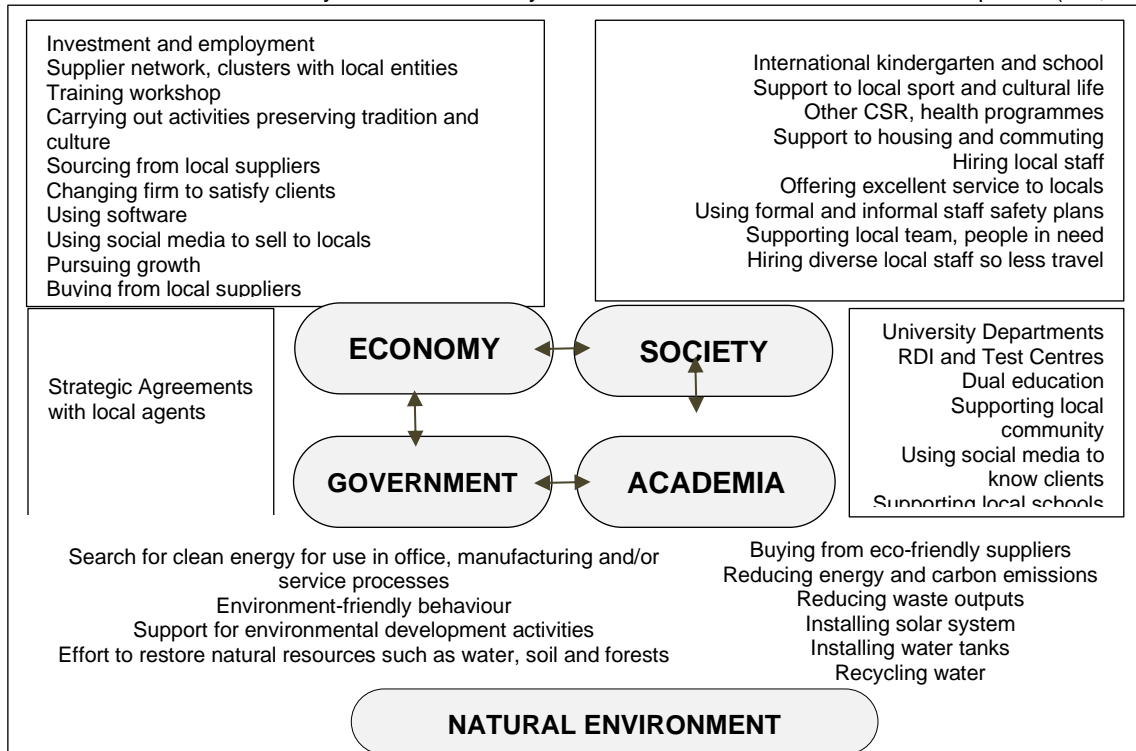 Investment and employment
Supplier network, clusters with local entities
Training workshop
Carrying out activities preserving tradition and
culture
Sourcing from local suppliers
Changing firm to satisfy clients
Using software
Using social media to sell to locals
Pursuing growth
Buying from local suppliers
International kindergarten and school
Support to local sport and cultural life
Other CSR, health programmes
Support to housing and commuting
Hiring local staff
Offering excellent service to locals
Using formal and informal staff safety plans
Supporting local team, people in need
Hiring diverse local staff so less travel
Strategic Agreements
with local agents
ECONOMY
SOCIETY
GOVERNMENT
ACADEMIA
University Departments
RDI and Test Centres
Dual education
Supporting local
community
Using social media to
know clients
Supporting local schools
Search for clean energy for use in office, manufacturing and/or
service processes
Environment-friendly behaviour
Support for environmental development activities
Effort to restore natural resources such as water, soil and forests
Buying from eco-friendly suppliers
Reducing energy and carbon emissions
Reducing waste outputs
Installing solar system
Installing water tanks
Recycling water
NATURAL ENVIRONMENT